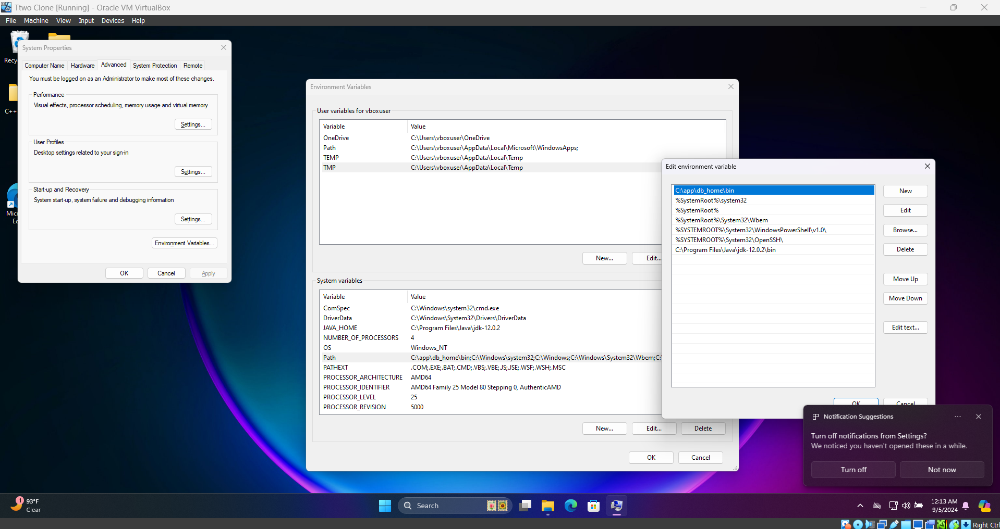 Ttwo Clone [Running] - Oracle VM VirtualBox
File Machine View Input Devices Help
Recy
C++
Mic
Ed
System Properties
Computer Name Hardware Advanced System Protection Remote
You must be logged on as an Administrator to make most of these changes.
Performance
Visual effects, processor scheduling, memory usage and virtual memory
Settings...
User Profiles
Desktop settings related to your sign-in
Settings...
Start-up and Recovery
System start-up, system failure and debugging information
Settings...
Environment Variables...
OK Cancel Apply
Environment Variables
User variables for vboxuser
Variable Value
OneDrive C:\Users\vboxuser\OneDrive
Path C:\Users\vboxuser\AppData\Local\Microsoft\WindowsApps;
TEMP C:\Users\vboxuser\AppData\Local\Temp
TMP C:\Users\vboxuser\AppData\Local\Temp
New... Edit...
System variables
Variable Value
ComSpec C:\Windows\system32\cmd.exe
DriverData C:\Windows\System32\Drivers\DriverData
JAVA_HOME C:\Program Files\Java\jdk-12.0.2
NUMBER_OF_PROCESSORS 4
OS Windows_NT
Path C:\app\db_home\bin;C:\Windows\system32;C:\Windows;C:\Windows\System32\Wbem;C:
PATHEXT .COM;.EXE;.BAT;.CMD;.VBS;.VBE;.JS;.JSE;.WSF;.WSH;.MSC
PROCESSOR_ARCHITECTURE AMD64
PROCESSOR_IDENTIFIER AMD64 Family 25 Model 80 Stepping 0, AuthenticAMD
PROCESSOR_LEVEL 25
PROCESSOR_REVISION 5000
New... Edit... Delete
OK Cancel
Edit environment variable
C:\app\db_home\bin
%SystemRoot%\system32
%SystemRoot%
%SystemRoot%\System32\Wbem
%SYSTEMROOT%\System32\WindowsPowerShell\v1.0\
%SYSTEMROOT%\System32\OpenSSH\
C:\Program Files\Java\jdk-12.0.2\bin
New
Edit
Browse...
Delete
Move Up
Move Down
Edit text...
OK Cancel
Notification Suggestions
Turn off notifications from Settings?
We noticed you haven't opened these in a while.
Turn off Not now
1
93°F
Clear
Search
12:13 AM
9/5/2024
Right Ctrl